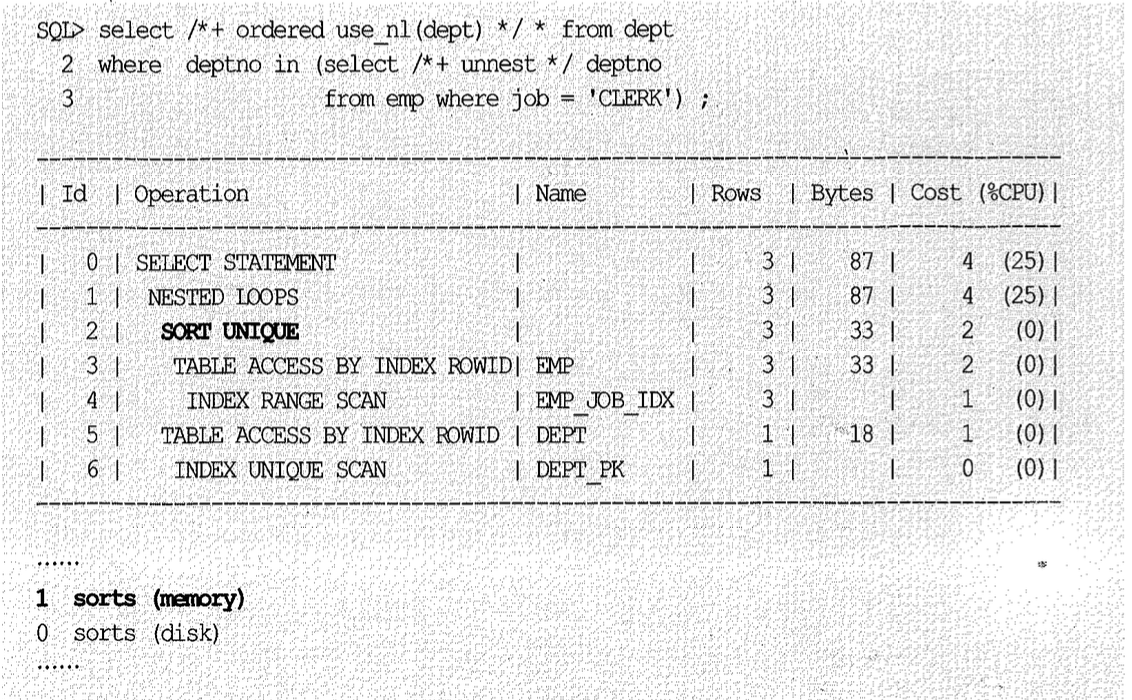 SQL> select /*+ ordered use_nl(dept) */ * from dept
  2  where  deptno in (select /*+ unnest */ deptno
  3                    from emp where job = 'CLERK') ;
--------------------------------------------------------------------------------
| Id  | Operation                     | Name        | Rows  | Bytes | Cost (%CPU)|
--------------------------------------------------------------------------------
|   0 | SELECT STATEMENT              |             |     3 |    87 |     4  (25)|
|   1 |  NESTED LOOPS                 |             |     3 |    87 |     4  (25)|
|   2 |   SORT UNIQUE                 |             |     3 |    33 |     2   (0)|
|   3 |    TABLE ACCESS BY INDEX ROWID| EMP         |     3 |    33 |     2   (0)|
|   4 |     INDEX RANGE SCAN          | EMP_JOB_IDX |     3 |       |     1   (0)|
|   5 |   TABLE ACCESS BY INDEX ROWID | DEPT        |     1 |    18 |     1   (0)|
|   6 |    INDEX UNIQUE SCAN          | DEPT_PK     |     1 |       |     0   (0)|
--------------------------------------------------------------------------------
......
1  sorts (memory)
0  sorts (disk)
......